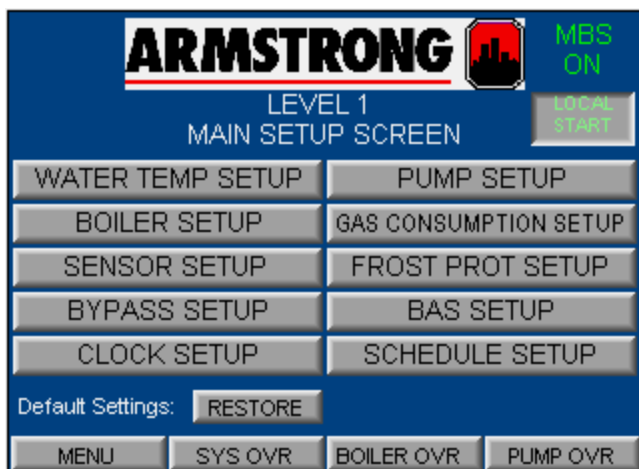 ARMSTRONG
MBS
ON
LEVEL 1
MAIN SETUP SCREEN
LOCAL
START
WATER TEMP SETUP
PUMP SETUP
BOILER SETUP
GAS CONSUMPTION SETUP
SENSOR SETUP
FROST PROT SETUP
BYPASS SETUP
BAS SETUP
CLOCK SETUP
SCHEDULE SETUP
Default Settings: RESTORE
MENU
SYS OVR
BOILER OVR
PUMP OVR